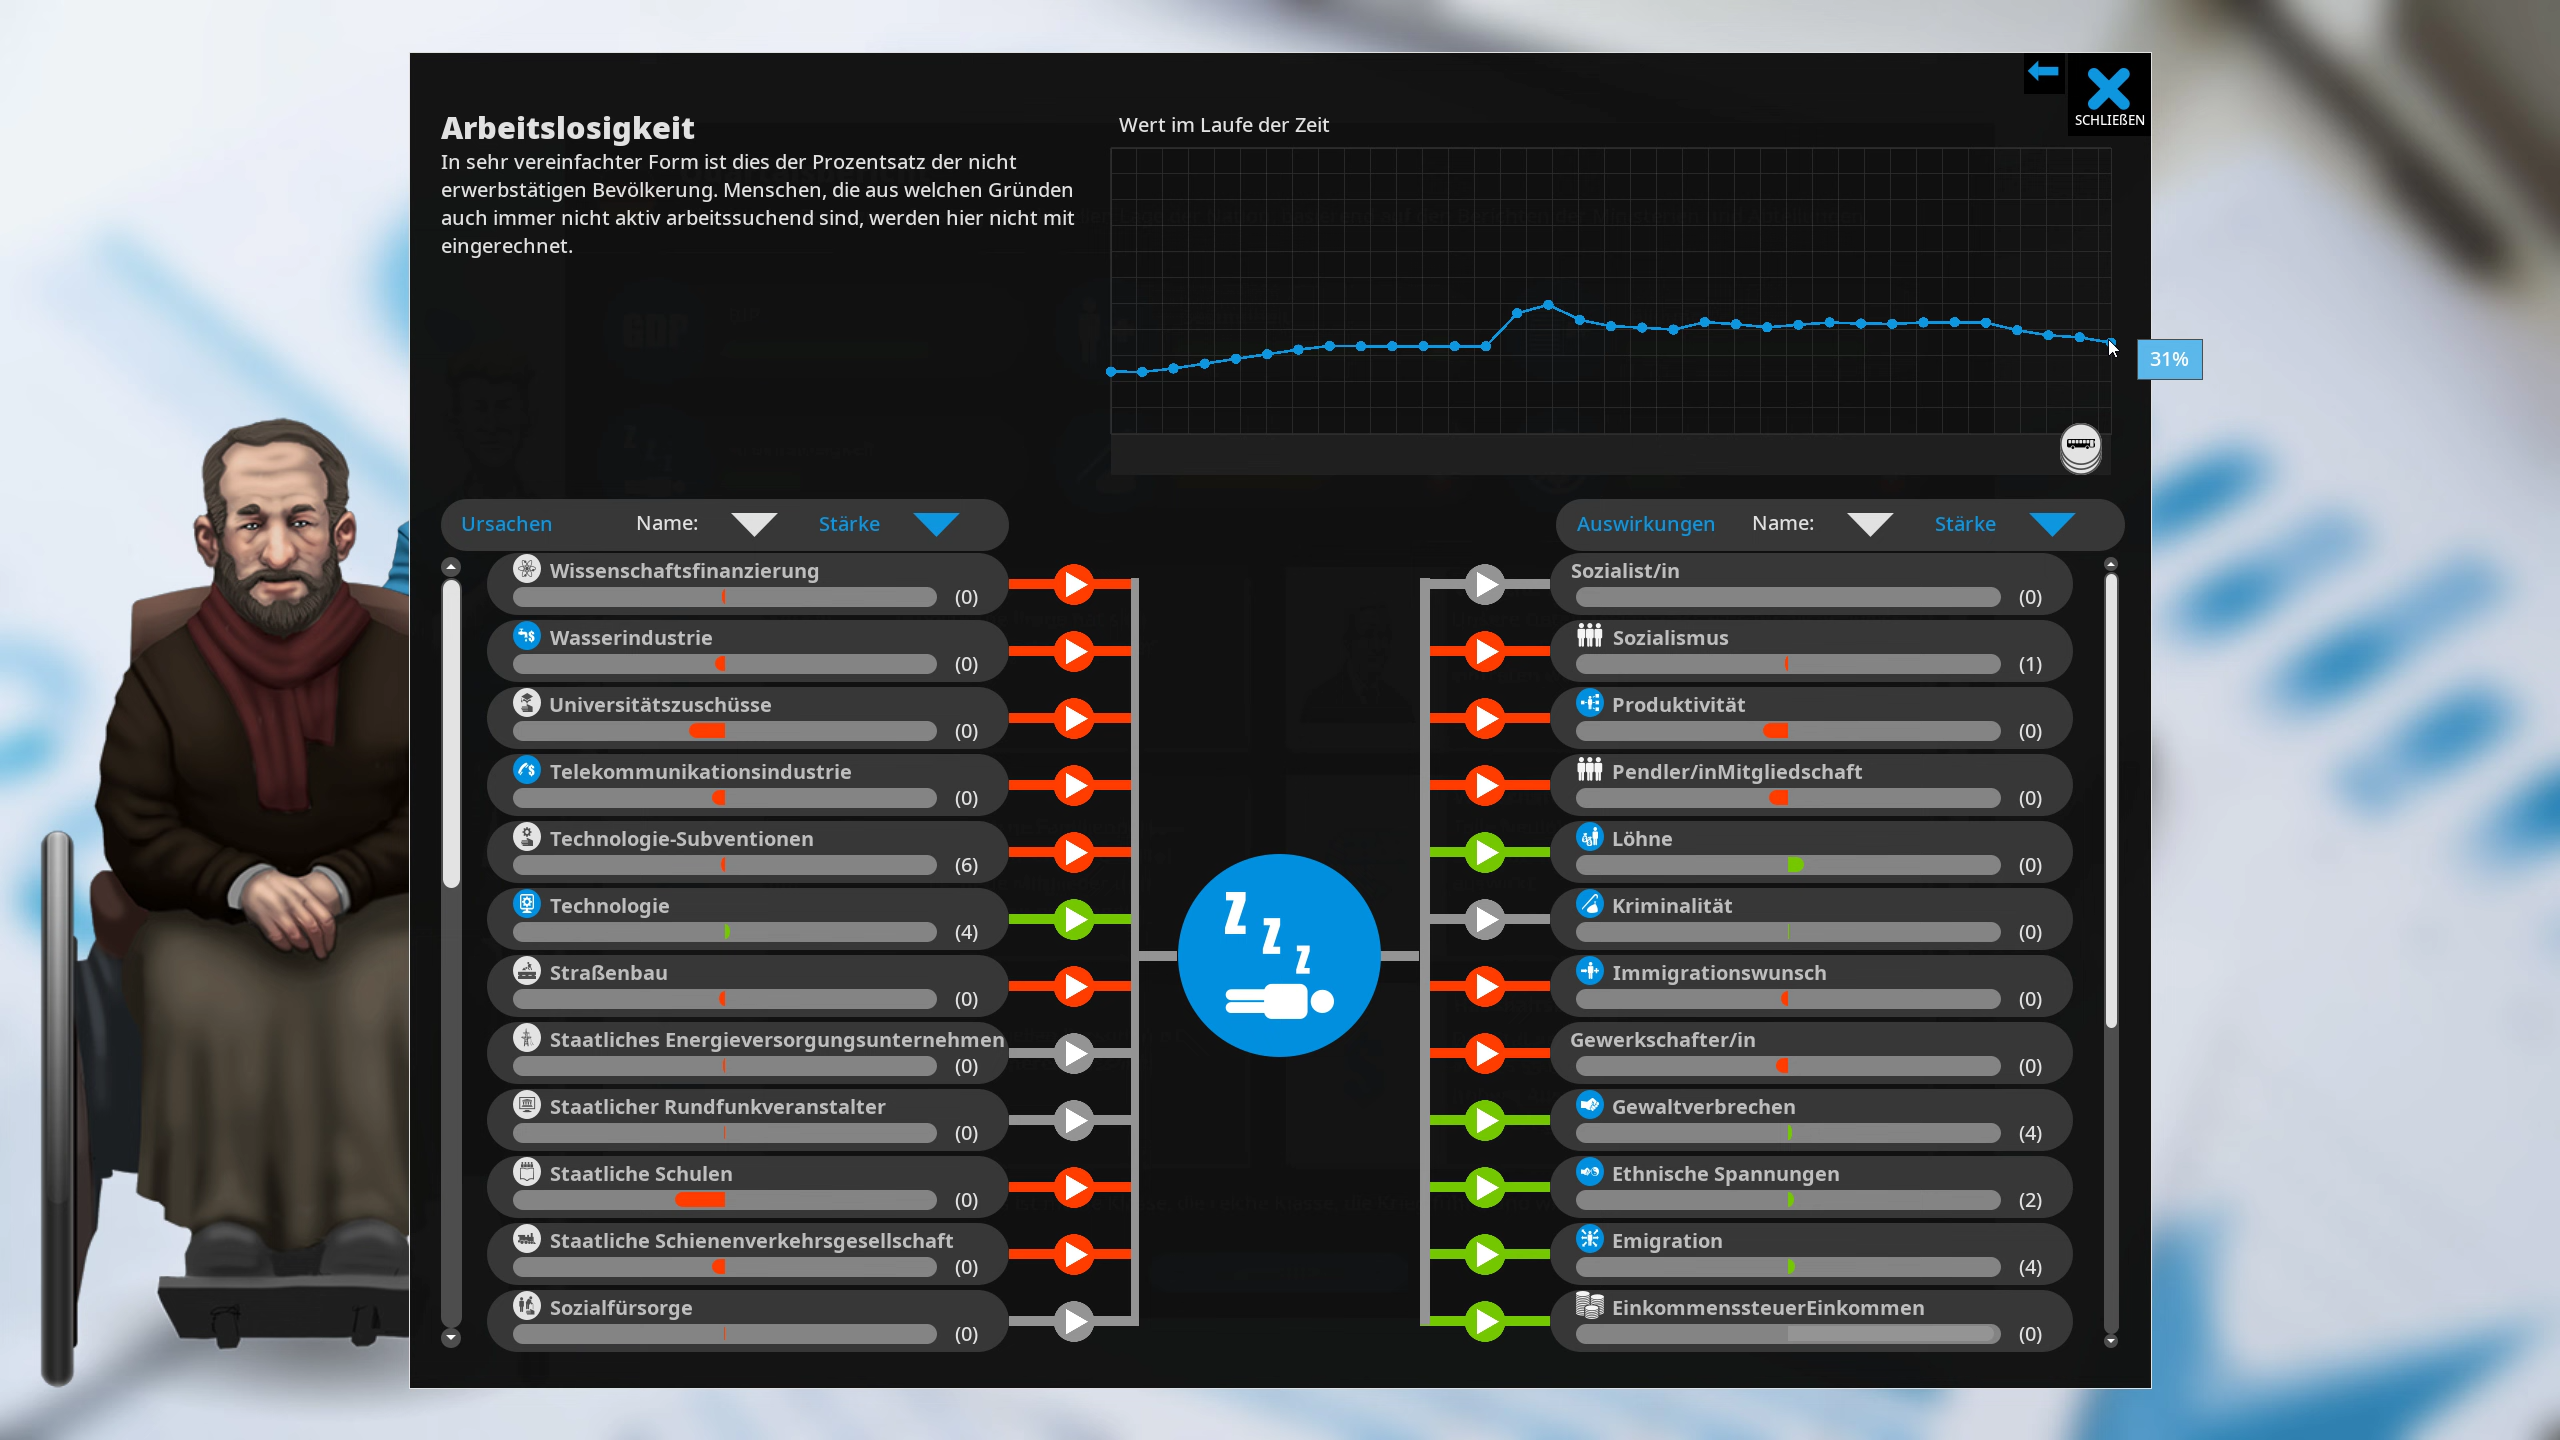 SCHLIEẞEN
Arbeitslosigkeit
In sehr vereinfachter Form ist dies der Prozentsatz der nicht
erwerbstätigen Bevölkerung. Menschen, die aus welchen Gründen
auch immer nicht aktiv arbeitssuchend sind, werden hier nicht mit
eingerechnet.
Wert im Laufe der Zeit
31%
Ursachen Name: Stärke
Wissenschaftsfinanzierung
(0)
Wasserindustrie
(0)
Universitätszuschüsse
(0)
Telekommunikationsindustrie
(0)
Technologie-Subventionen
(6)
Technologie
(4)
Straßenbau
(0)
Staatliches Energieversorgungsunternehmen
(0)
Staatlicher Rundfunkveranstalter
(0)
Staatliche Schulen
(0)
Staatliche Schienenverkehrsgesellschaft
(0)
Sozialfürsorge
(0)
Z Z Z
Auswirkungen Name: Stärke
Sozialist/in
(0)
Sozialismus
(1)
Produktivität
(0)
Pendler/inMitgliedschaft
(0)
Löhne
(0)
Kriminalität
(0)
Immigrationswunsch
(0)
Gewerkschafter/in
(0)
Gewaltverbrechen
(4)
Ethnische Spannungen
(2)
Emigration
(4)
EinkommenssteuerEinkommen
(0)